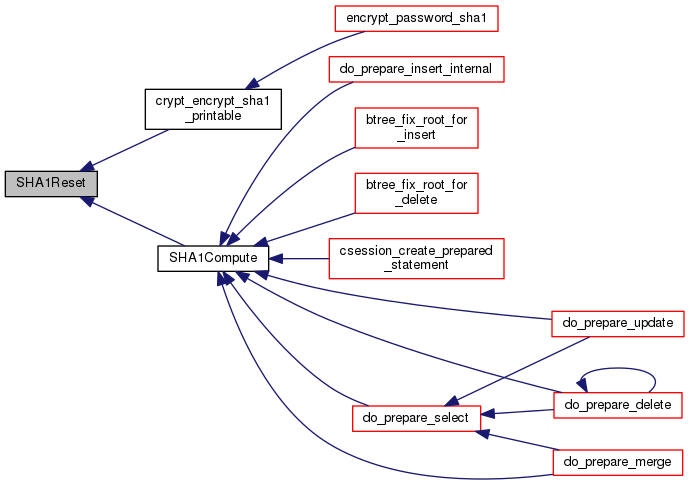 encrypt_password_sha1
do_prepare_insert_internal
crypt_encrypt_sha1
_printable
btree_fix_root_for
_insert
SHA1Reset
btree_fix_root_for
_delete
SHA1Compute
csession_create_prepared
_statement
do_prepare_update
do_prepare_select
do_prepare_delete
do_prepare_merge